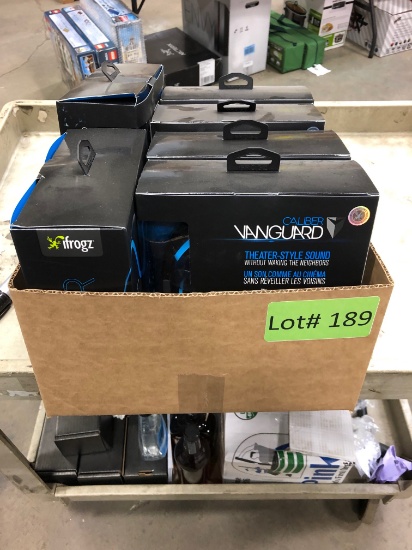 CALIBER
VANGUARD
THEATER-STYLE SOUND
WITHOUT WAKING THE NEIGHBORS
UN SON COMME AU CINÉMA
SANS RÉVEILLER LES VOISINS
ifrogz
Lot# 189
Pink